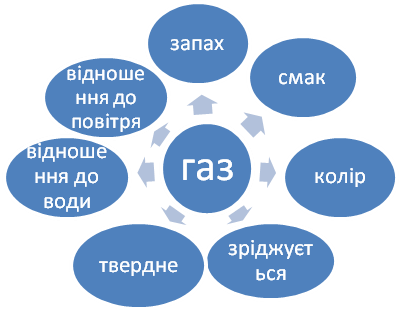 запах
смак
колір
зріджуєт
ься
твердне
відноше
ння до
води
відноше
ння до
повітря
газ